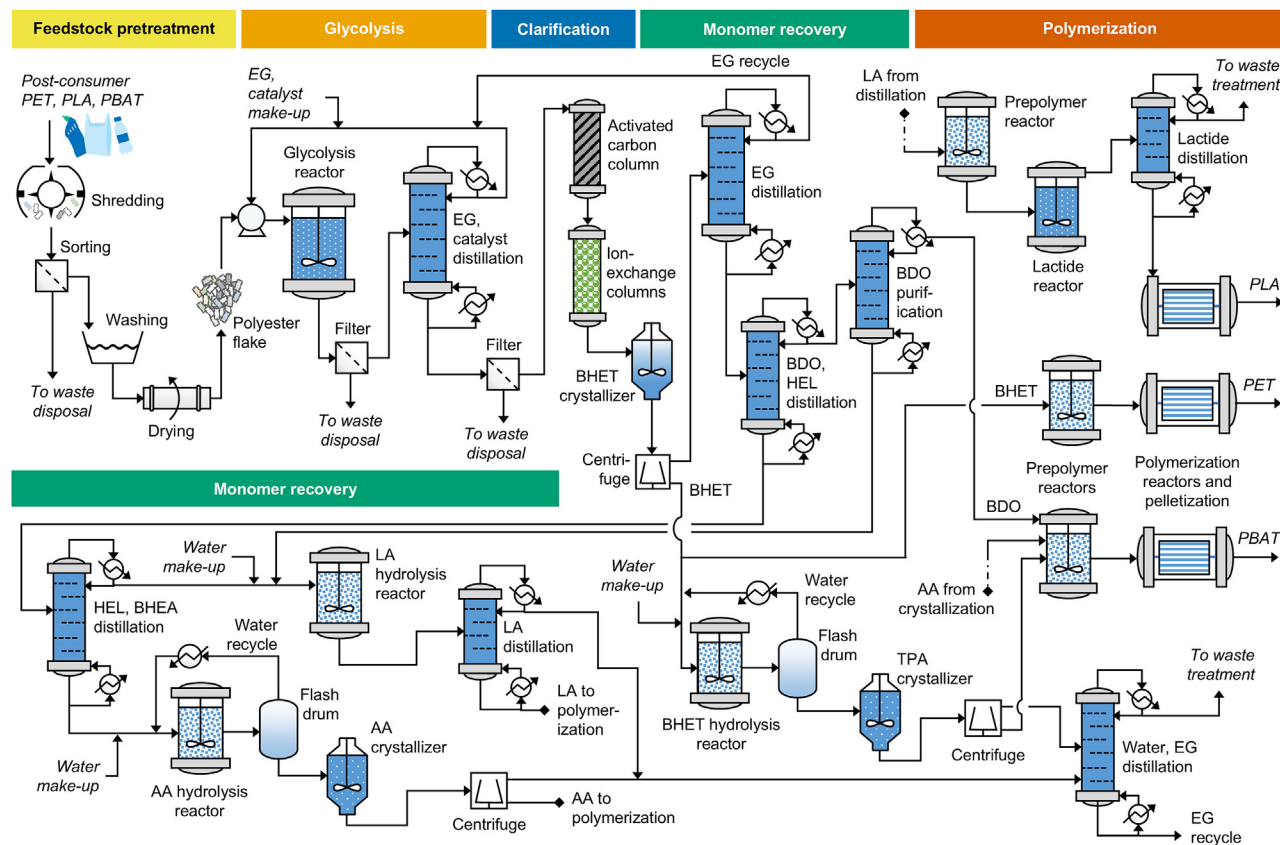 Feedstock pretreatment
Glycolysis
Clarification
Monomer recovery
Polymerization
Post-consumer
PET, PLA, PBAT
Shredding
Sorting
Washing
To waste
disposal
Drying
Polyester
flake
EG,
catalyst
make-up
Glycolysis
reactor
EG,
catalyst
distillation
Filter
To waste
disposal
Filter
To waste
disposal
EG recycle
Activated
carbon
column
Ion-
exchange
columns
BHET
crystallizer
Centri-
fuge
BHET
EG
distillation
BDO,
HEL
distillation
BDO
purif-
ication
LA from
distillation
Prepolymer
reactor
Lactide
reactor
Lactide
distillation
To waste
treatment
PLA
BHET
PET
Prepolymer
reactors
Polymerization
reactors and
pelletization
BDO
PBAT
AA from
crystallization
Monomer recovery
Water
make-up
HEL, BHEA
distillation
LA
hydrolysis
reactor
LA
distillation
LA to
polymer-
ization
Water
recycle
Flash
drum
Water
make-up
AA hydrolysis
reactor
AA
crystallizer
Centrifuge
AA to
polymerization
Water
make-up
Water
recycle
Flash
drum
BHET hydrolysis
reactor
TPA
crystallizer
Centrifuge
Water, EG
distillation
To waste
treatment
EG
recycle